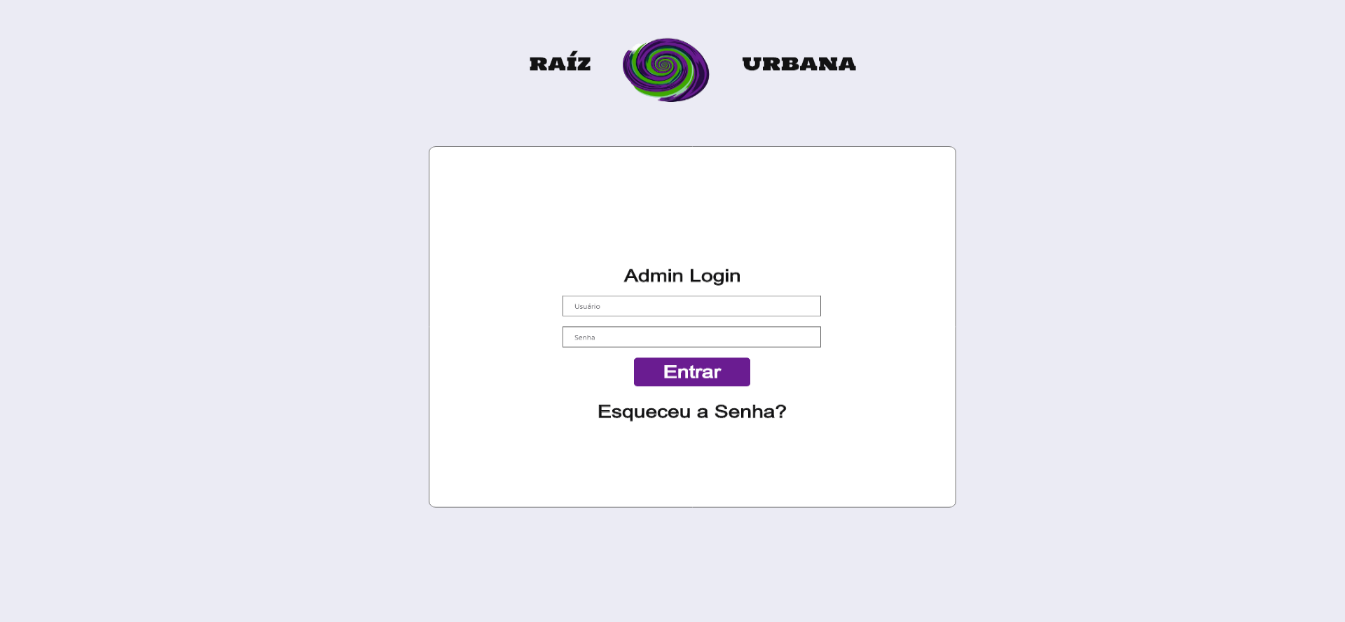 RAÍZ URBANA
Admin Login
Usuário
Senha
Entrar
Esqueceu a Senha?